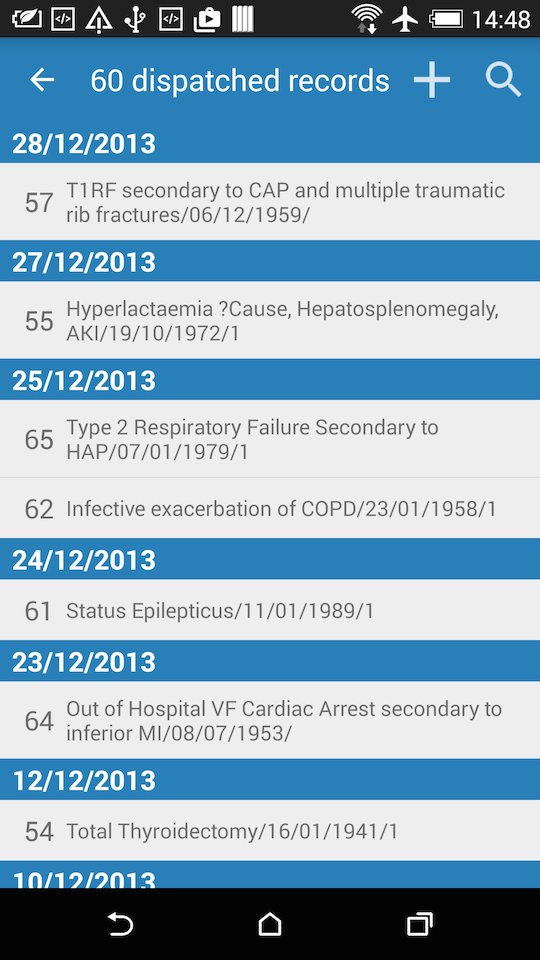 14:48
60 dispatched records
28/12/2013
57 T1RF secondary to CAP and multiple traumatic
rib fractures/06/12/1959/
27/12/2013
55 Hyperlactaemia ?Cause, Hepatosplenomegaly,
AKI/19/10/1972/1
25/12/2013
65 Type 2 Respiratory Failure Secondary to
HAP/07/01/1979/1
62 Infective exacerbation of COPD/23/01/1958/1
24/12/2013
61 Status Epilepticus/11/01/1989/1
23/12/2013
64 Out of Hospital VF Cardiac Arrest secondary to
inferior MI/08/07/1953/
12/12/2013
54 Total Thyroidectomy/16/01/1941/1
10/12/2013